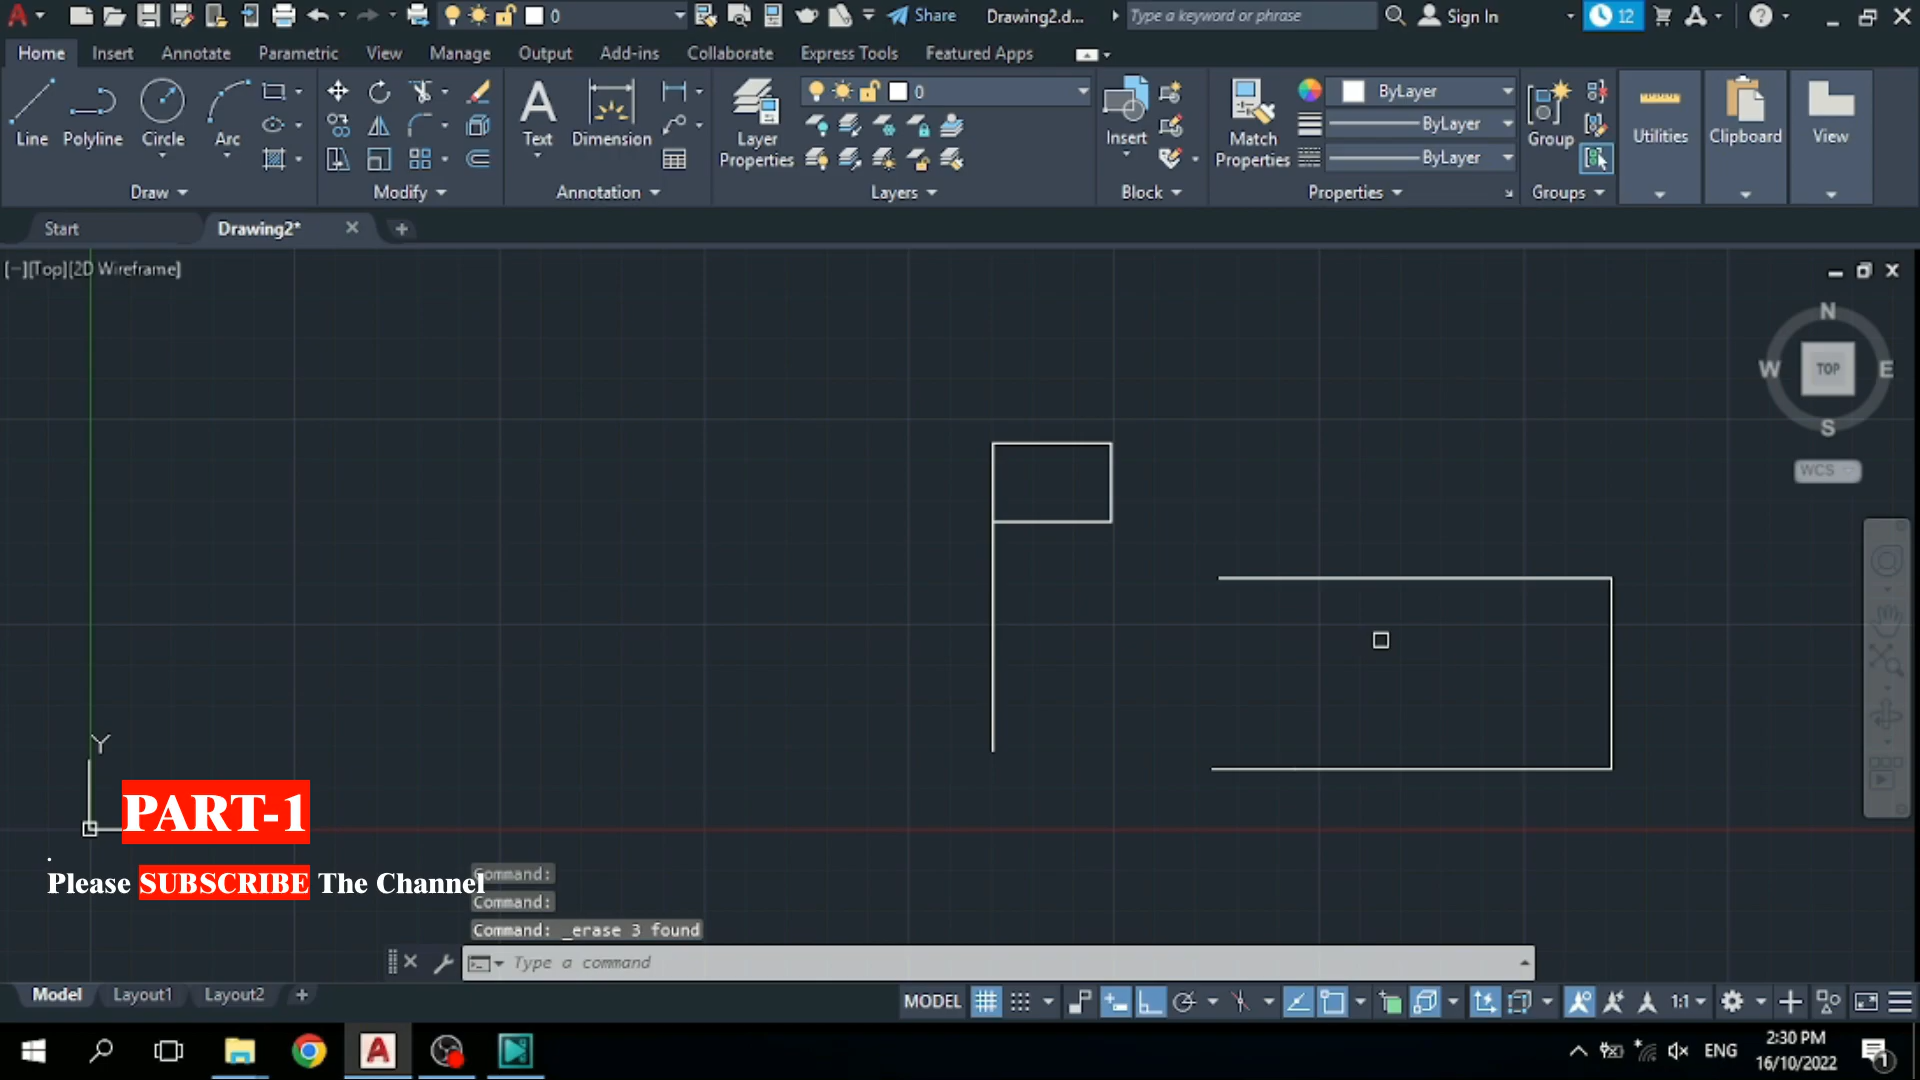 0
Share
Drawing2.d...
Type a keyword or phrase
Sign In
12
Home Insert Annotate Parametric View Manage Output Add-ins Collaborate Express Tools Featured Apps
Line
Polyline
Circle
Arc
Draw
Modify
Text
Dimension
Annotation
Layer
Properties
0
Layers
Insert
Block
Match
Properties
ByLayer
ByLayer
ByLayer
Properties
Group
Groups
Utilities
Clipboard
View
Start
Drawing2*
[−][Top][2D Wireframe]
N
W
TOP
E
S
WCS
Y
PART-1
.
Please SUBSCRIBE The Channel
Command:
Command:
Command: _erase 3 found
Type a command
Model Layout1 Layout2
MODEL
1:1
ENG
2:30 PM
16/10/2022
1